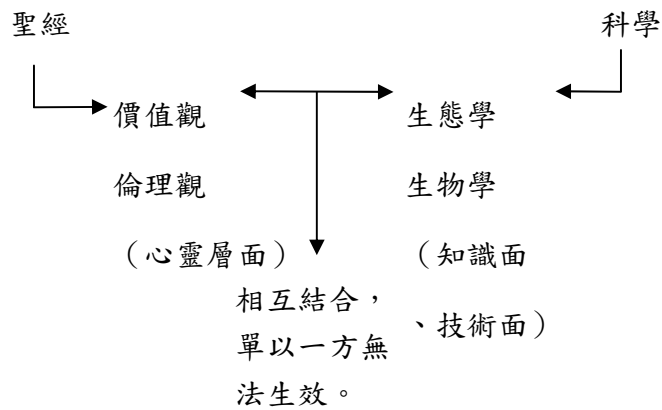 聖經
科學
價值觀
生態學
倫理觀
生物學
（心靈層面）
（知識面
相互結合，
、技術面）
單以一方無
法生效。